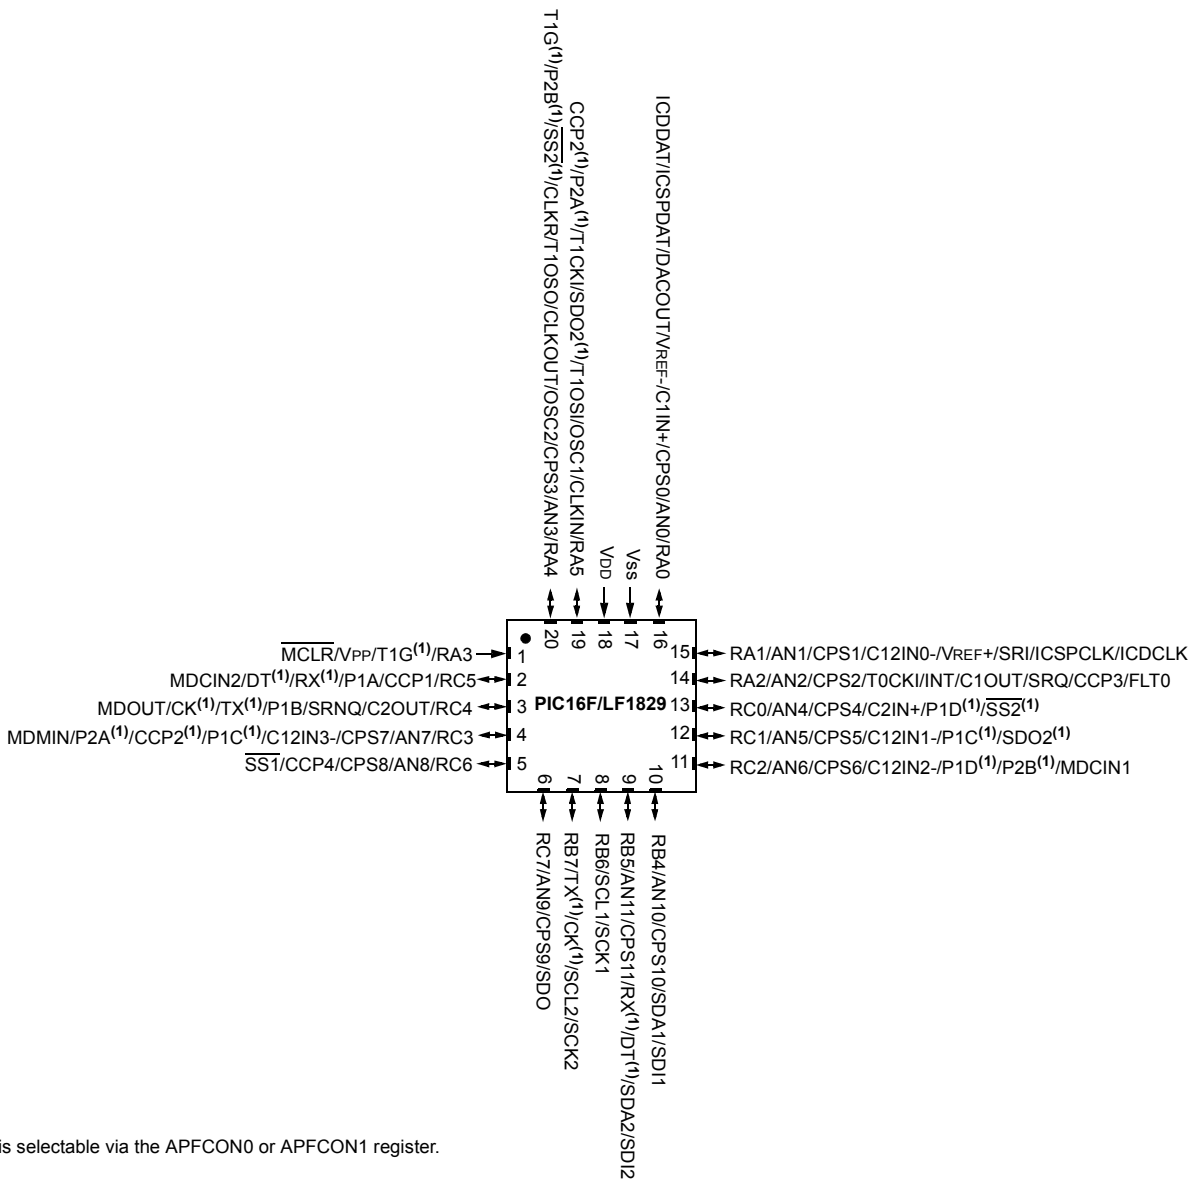 T1G(1)/P2B(1)/SS2(1)/CLKR/T1OSO/CLKOUT/OSC2/CPS3/AN3/RA4
CCP2(1)/P2A(1)/T1CKI/SDO2(1)/T1OSI/OSC1/CLKIN/RA5
VDD
Vss
ICDDAT/ICSPDAT/DACOUT/VREF-/C1IN+/CPS0/AN0/RA0
20
19
18
17
16
MCLR/VPP/T1G(1)/RA3
1
MDCIN2/DT(1)/RX(1)/P1A/CCP1/RC5
2
MDOUT/CK(1)/TX(1)/P1B/SRNQ/C2OUT/RC4
3
MDMIN/P2A(1)/CCP2(1)/P1C(1)/C12IN3-/CPS7/AN7/RC3
4
SS1/CCP4/CPS8/AN8/RC6
5
PIC16F/LF1829
15
RA1/AN1/CPS1/C12IN0-/VREF+/SRI/ICSPCLK/ICDCLK
14
RA2/AN2/CPS2/T0CKI/INT/C1OUT/SRQ/CCP3/FLT0
13
RC0/AN4/CPS4/C2IN+/P1D(1)/SS2(1)
12
RC1/AN5/CPS5/C12IN1-/P1C(1)/SDO2(1)
11
RC2/AN6/CPS6/C12IN2-/P1D(1)/P2B(1)/MDCIN1
6
7
8
9
10
RC7/AN9/CPS9/SDO
RB7/TX(1)/CK(1)/SCL2/SCK2
RB6/SCL1/SCK1
RB5/AN11/CPS11/RX(1)/DT(1)/SDA2/SDI2
RB4/AN10/CPS10/SDA1/SDI1
is selectable via the APFCON0 or APFCON1 register.